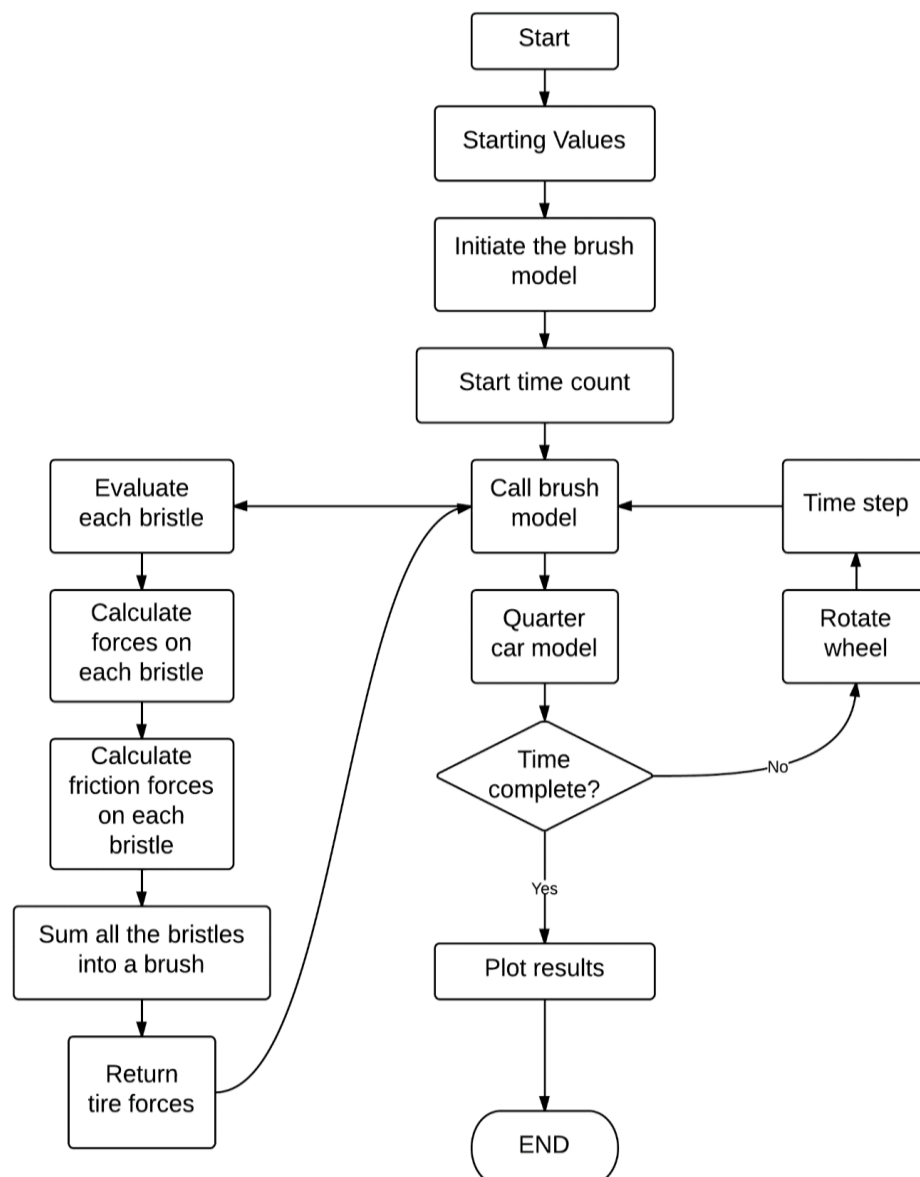 Start
Starting Values
Initiate the brush
model
Start time count
Evaluate
each bristle
Call brush
model
Time step
Calculate
forces on
each bristle
Quarter
car model
Rotate
wheel
Calculate
friction forces
on each
bristle
Time
complete?
No
Yes
Sum all the bristles
into a brush
Plot results
Return
tire forces
END